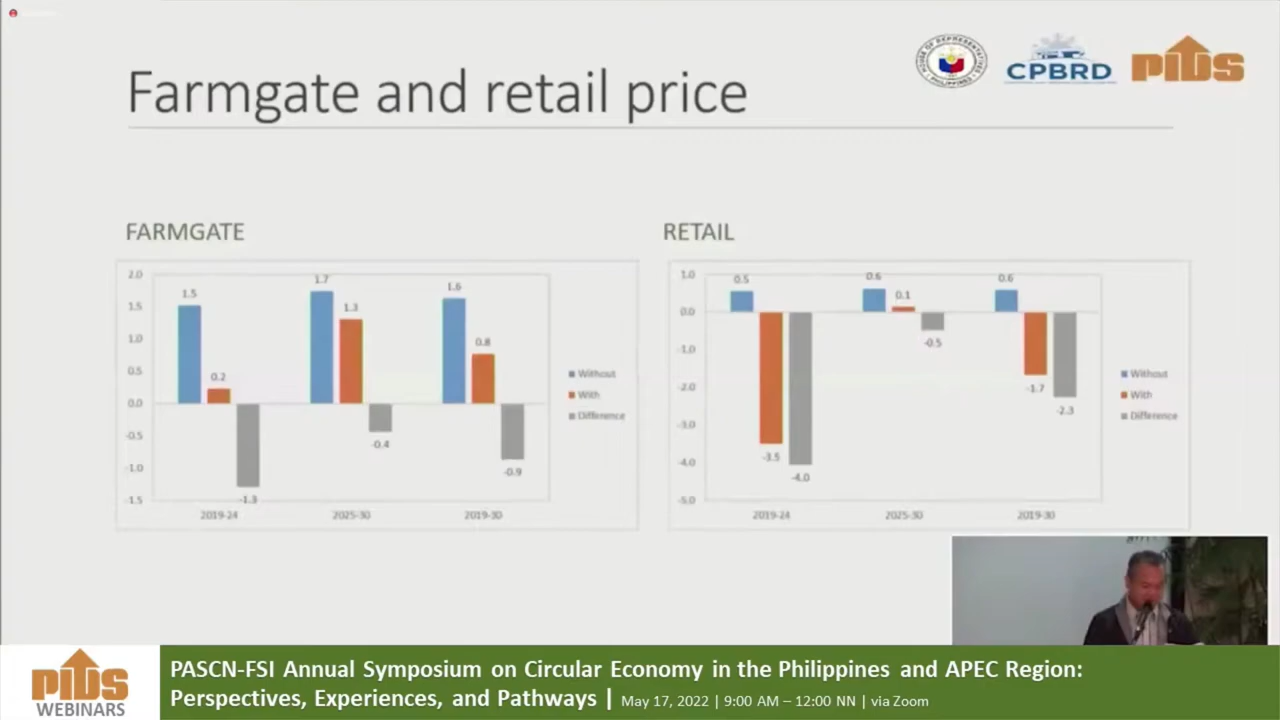 HOUSE OF REPRESENTATIVES
PHILIPPINES
CPBRD
PIDS
Farmgate and retail price
FARMGATE
2.0
1.5
1.0
0.5
0.0
-0.5
-1.0
-1.5
1.5
0.2
-1.3
1.7
1.3
-0.4
1.6
0.8
-0.9
2019-24
2025-30
2019-30
Without
With
Difference
RETAIL
1.0
0.0
-1.0
-2.0
-3.0
-4.0
-5.0
0.5
-3.5
-4.0
0.6
0.1
-0.5
0.6
-1.7
-2.3
2019-24
2025-30
2019-30
Without
With
Difference
PIDS
WEBINARS
PASCN-FSI Annual Symposium on Circular Economy in the Philippines and APEC Region:
Perspectives, Experiences, and Pathways | May 17, 2022 | 9:00 AM – 12:00 NN | via Zoom